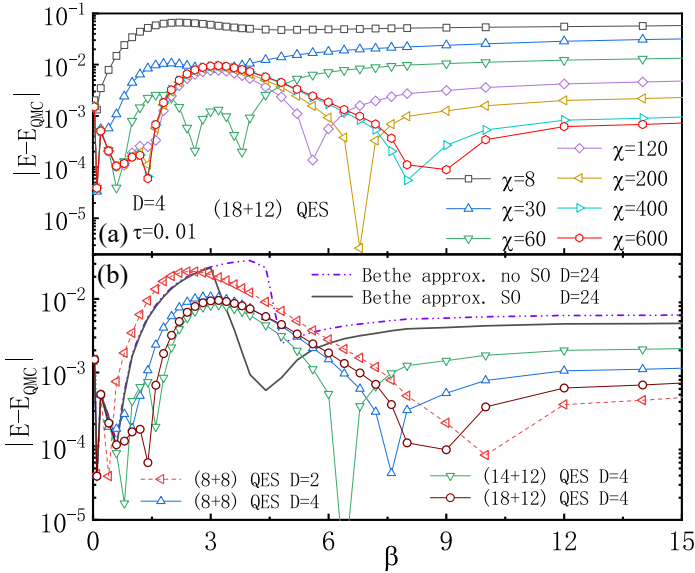 10⁻¹
10⁻²
10⁻³
10⁻⁴
10⁻⁵
|E-E_QMC|
χ=8
χ=30
χ=60
χ=120
χ=200
χ=400
χ=600
D=4
(18+12) QES
τ=0.01
(a)
(b)
Bethe approx. no SO D=24
Bethe approx. SO D=24
10⁻²
10⁻³
10⁻⁴
10⁻⁵
|E-E_QMC|
(8+8) QES D=2
(8+8) QES D=4
(14+12) QES D=4
(18+12) QES D=4
0 3 6 9 12 15
β